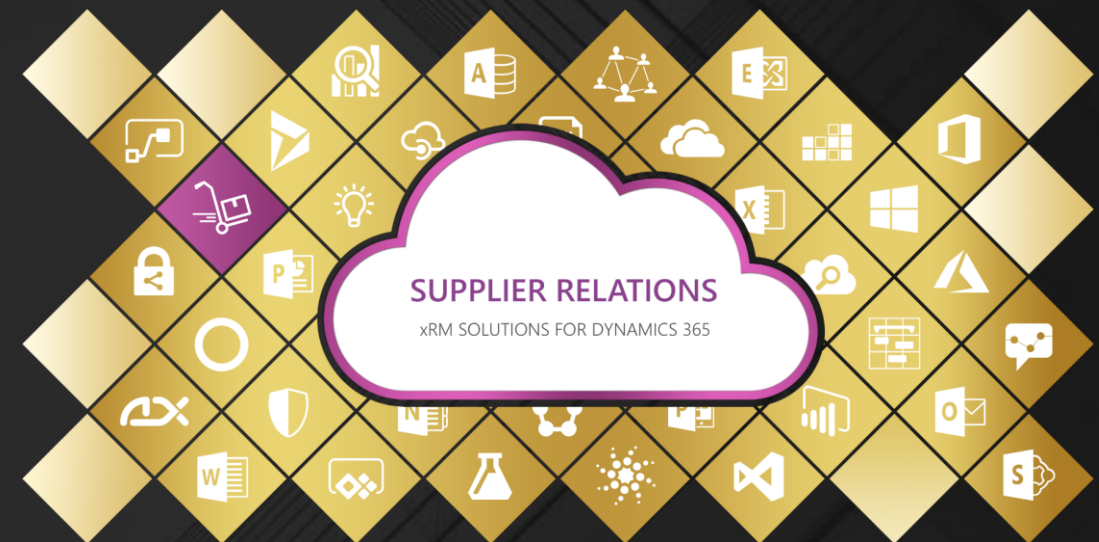 A
E
X
P
SUPPLIER RELATIONS
xRM SOLUTIONS FOR DYNAMICS 365
N
P
O
W
S